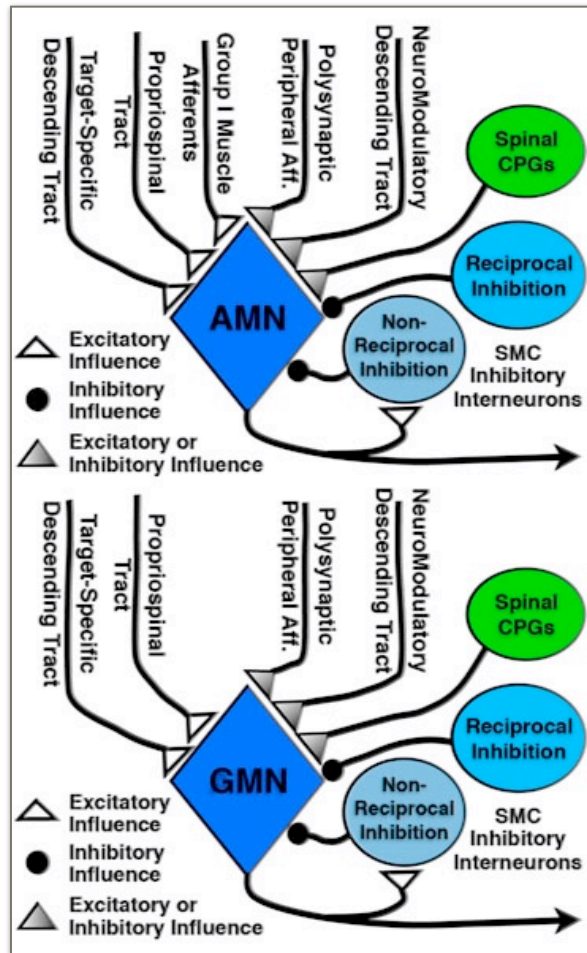 Target-Specific
Descending Tract
Propriospinal
Tract
Group I Muscle
Afferents
Polysynaptic
Peripheral Aff.
NeuroModulatory
Descending Tract
Spinal
CPGs
Reciprocal
Inhibition
AMN
Non-
Reciprocal
Inhibition
SMC
Inhibitory
Interneurons
Excitatory
Influence
Inhibitory
Influence
Excitatory or
Inhibitory Influence
Target-Specific
Descending Tract
Propriospinal
Tract
Polysynaptic
Peripheral Aff.
NeuroModulatory
Descending Tract
Spinal
CPGs
Reciprocal
Inhibition
GMN
Non-
Reciprocal
Inhibition
SMC
Inhibitory
Interneurons
Excitatory
Influence
Inhibitory
Influence
Excitatory or
Inhibitory Influence